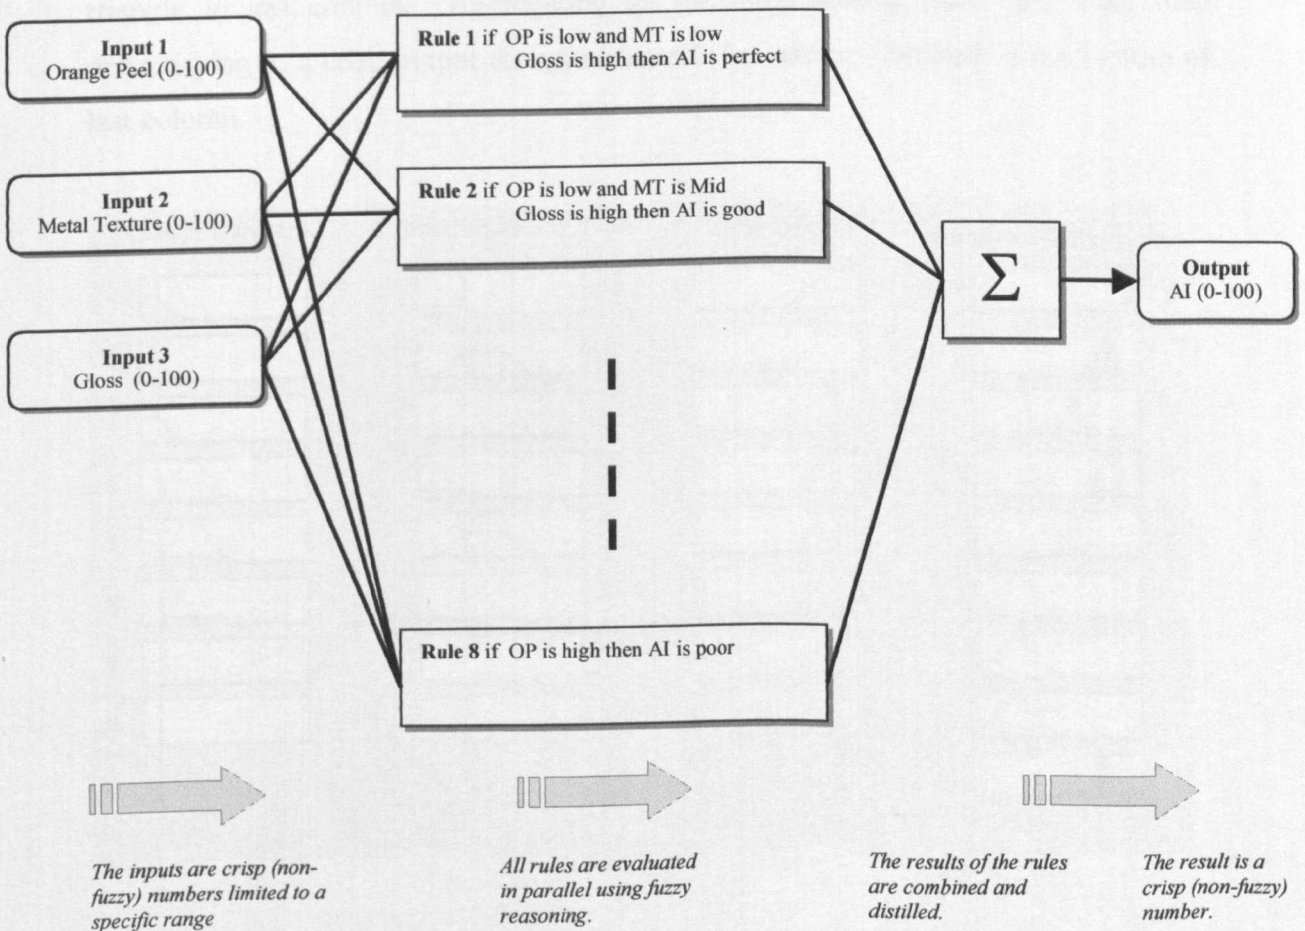 Input 1
Orange Peel (0-100)
Rule 1 if OP is low and MT is low
Gloss is high then AI is perfect
Input 2
Metal Texture (0-100)
Rule 2 if OP is low and MT is Mid
Gloss is high then AI is good
Σ
Output
AI (0-100)
Input 3
Gloss (0-100)
Rule 8 if OP is high then AI is poor
The inputs are crisp (non-
fuzzy) numbers limited to a
specific range
All rules are evaluated
in parallel using fuzzy
reasoning.
The results of the rules
are combined and
distilled.
The result is a
crisp (non-fuzzy)
number.